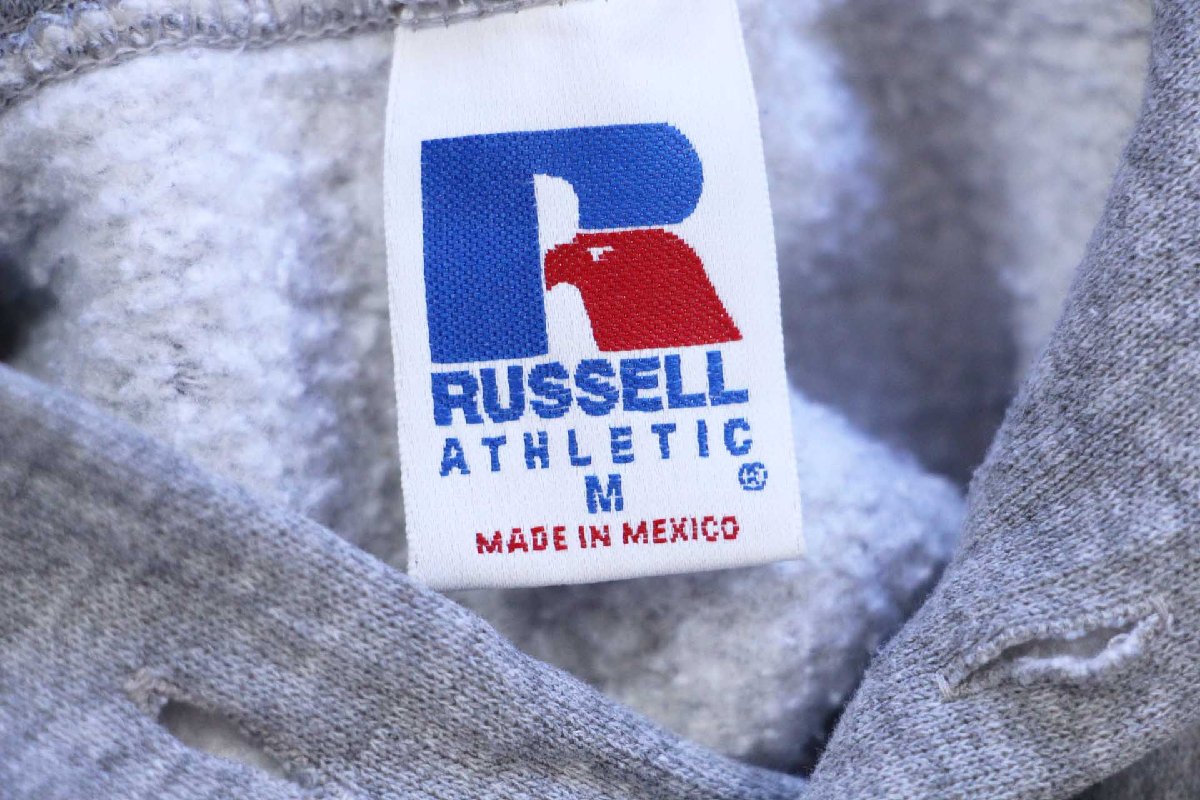 R
RUSSELL
ATHLETIC
®
M
MADE IN MEXICO